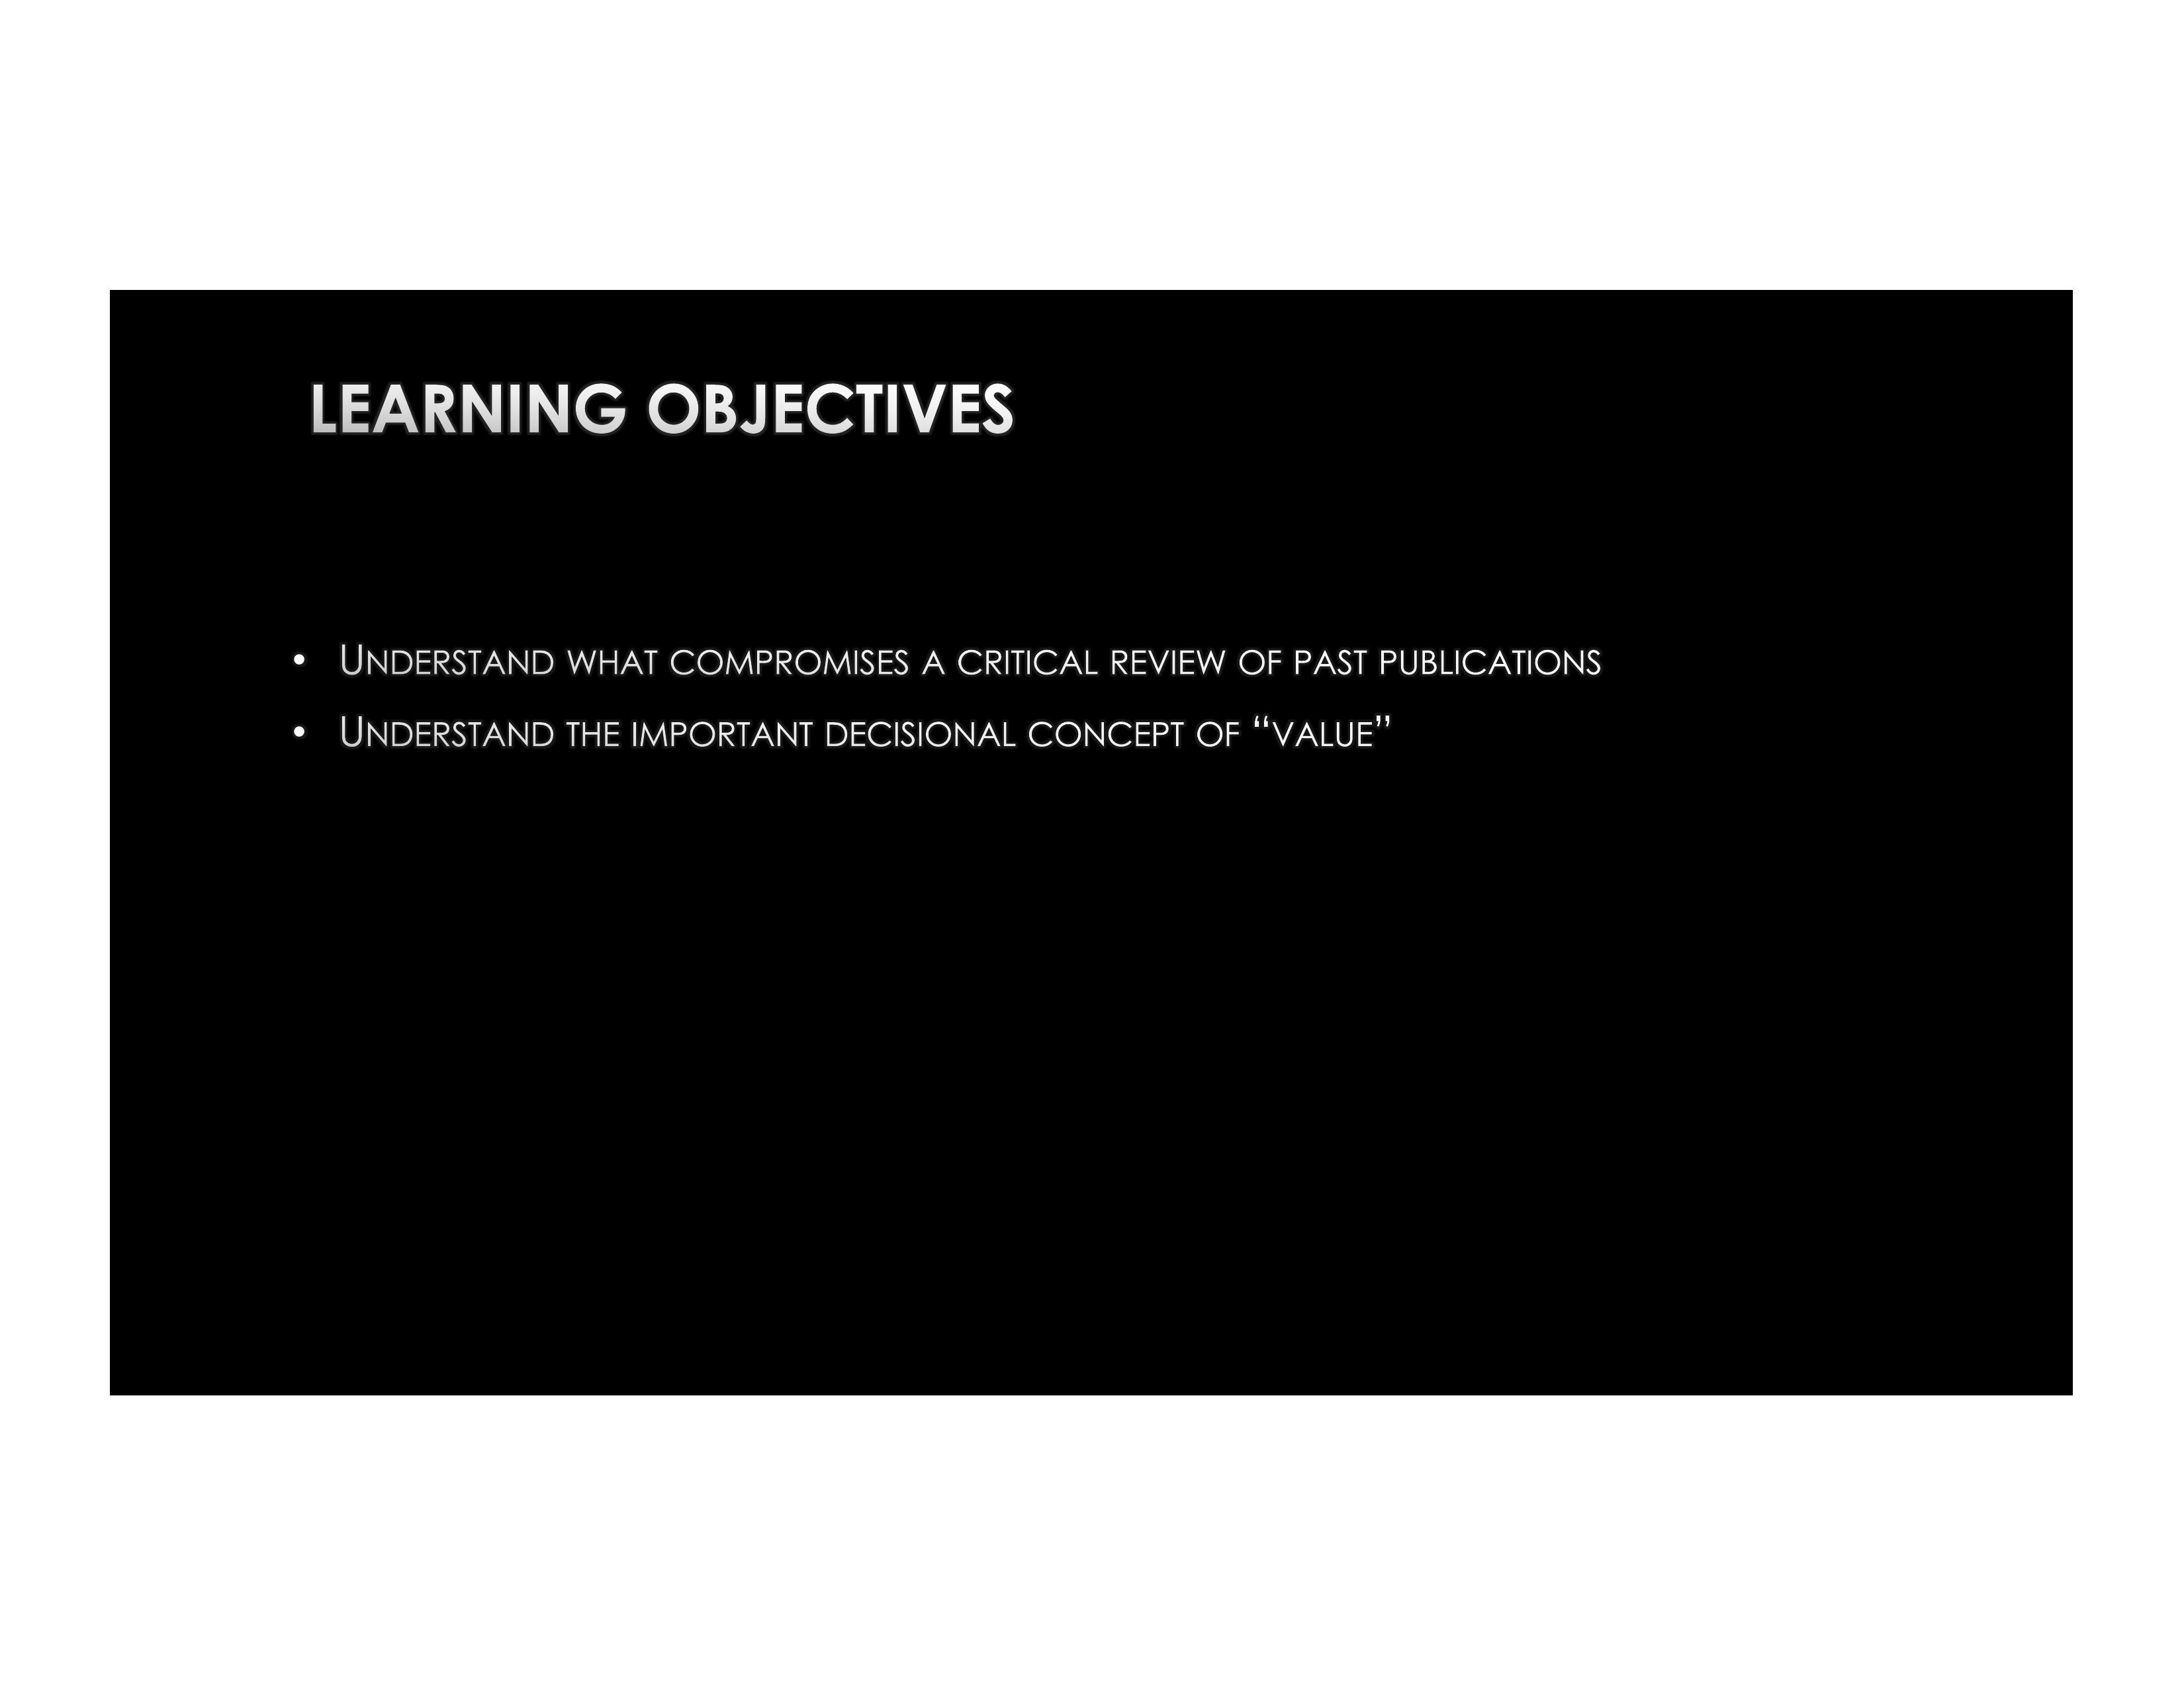 LEARNING OBJECTIVES
• UNDERSTAND WHAT COMPROMISES A CRITICAL REVIEW OF PAST PUBLICATIONS
• UNDERSTAND THE IMPORTANT DECISIONAL CONCEPT OF “VALUE”